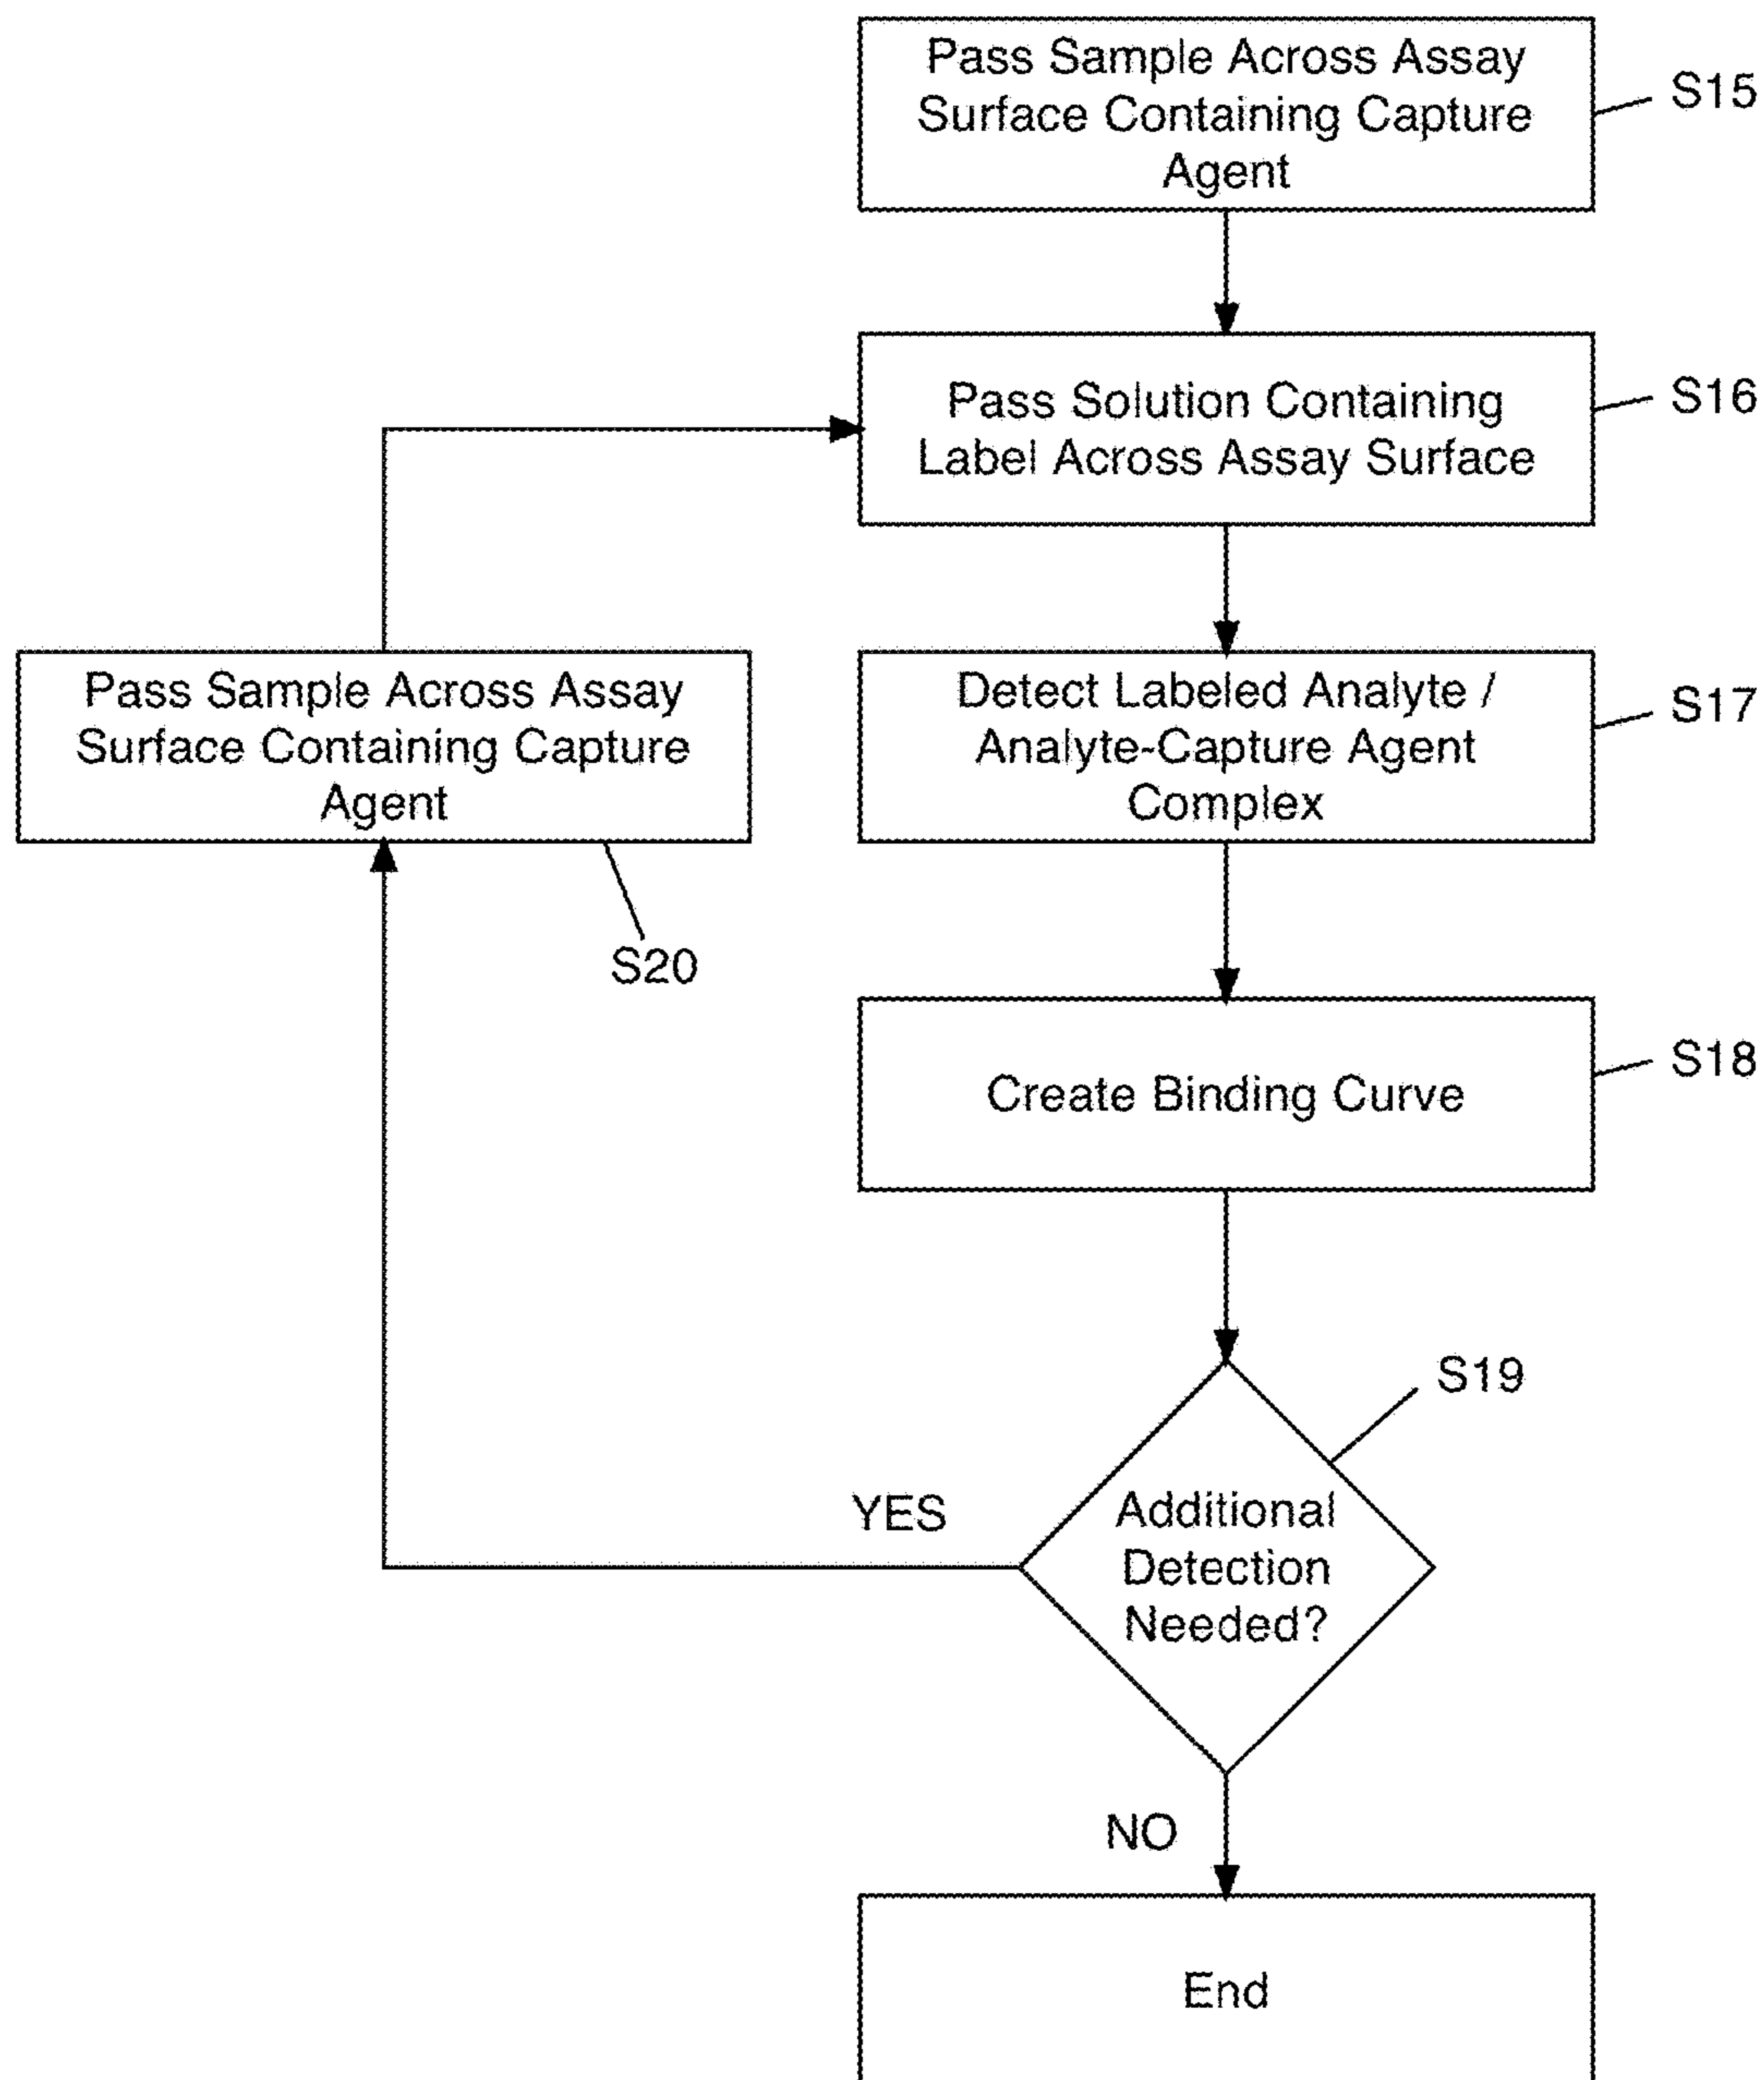 Pass Sample Across Assay
Surface Containing Capture
Agent
S15
Pass Solution Containing
Label Across Assay Surface
S16
Pass Sample Across Assay
Surface Containing Capture
Agent
S20
Detect Labeled Analyte /
Analyte-Capture Agent
Complex
S17
Create Binding Curve
S18
S19
Additional
Detection
Needed?
YES
NO
End